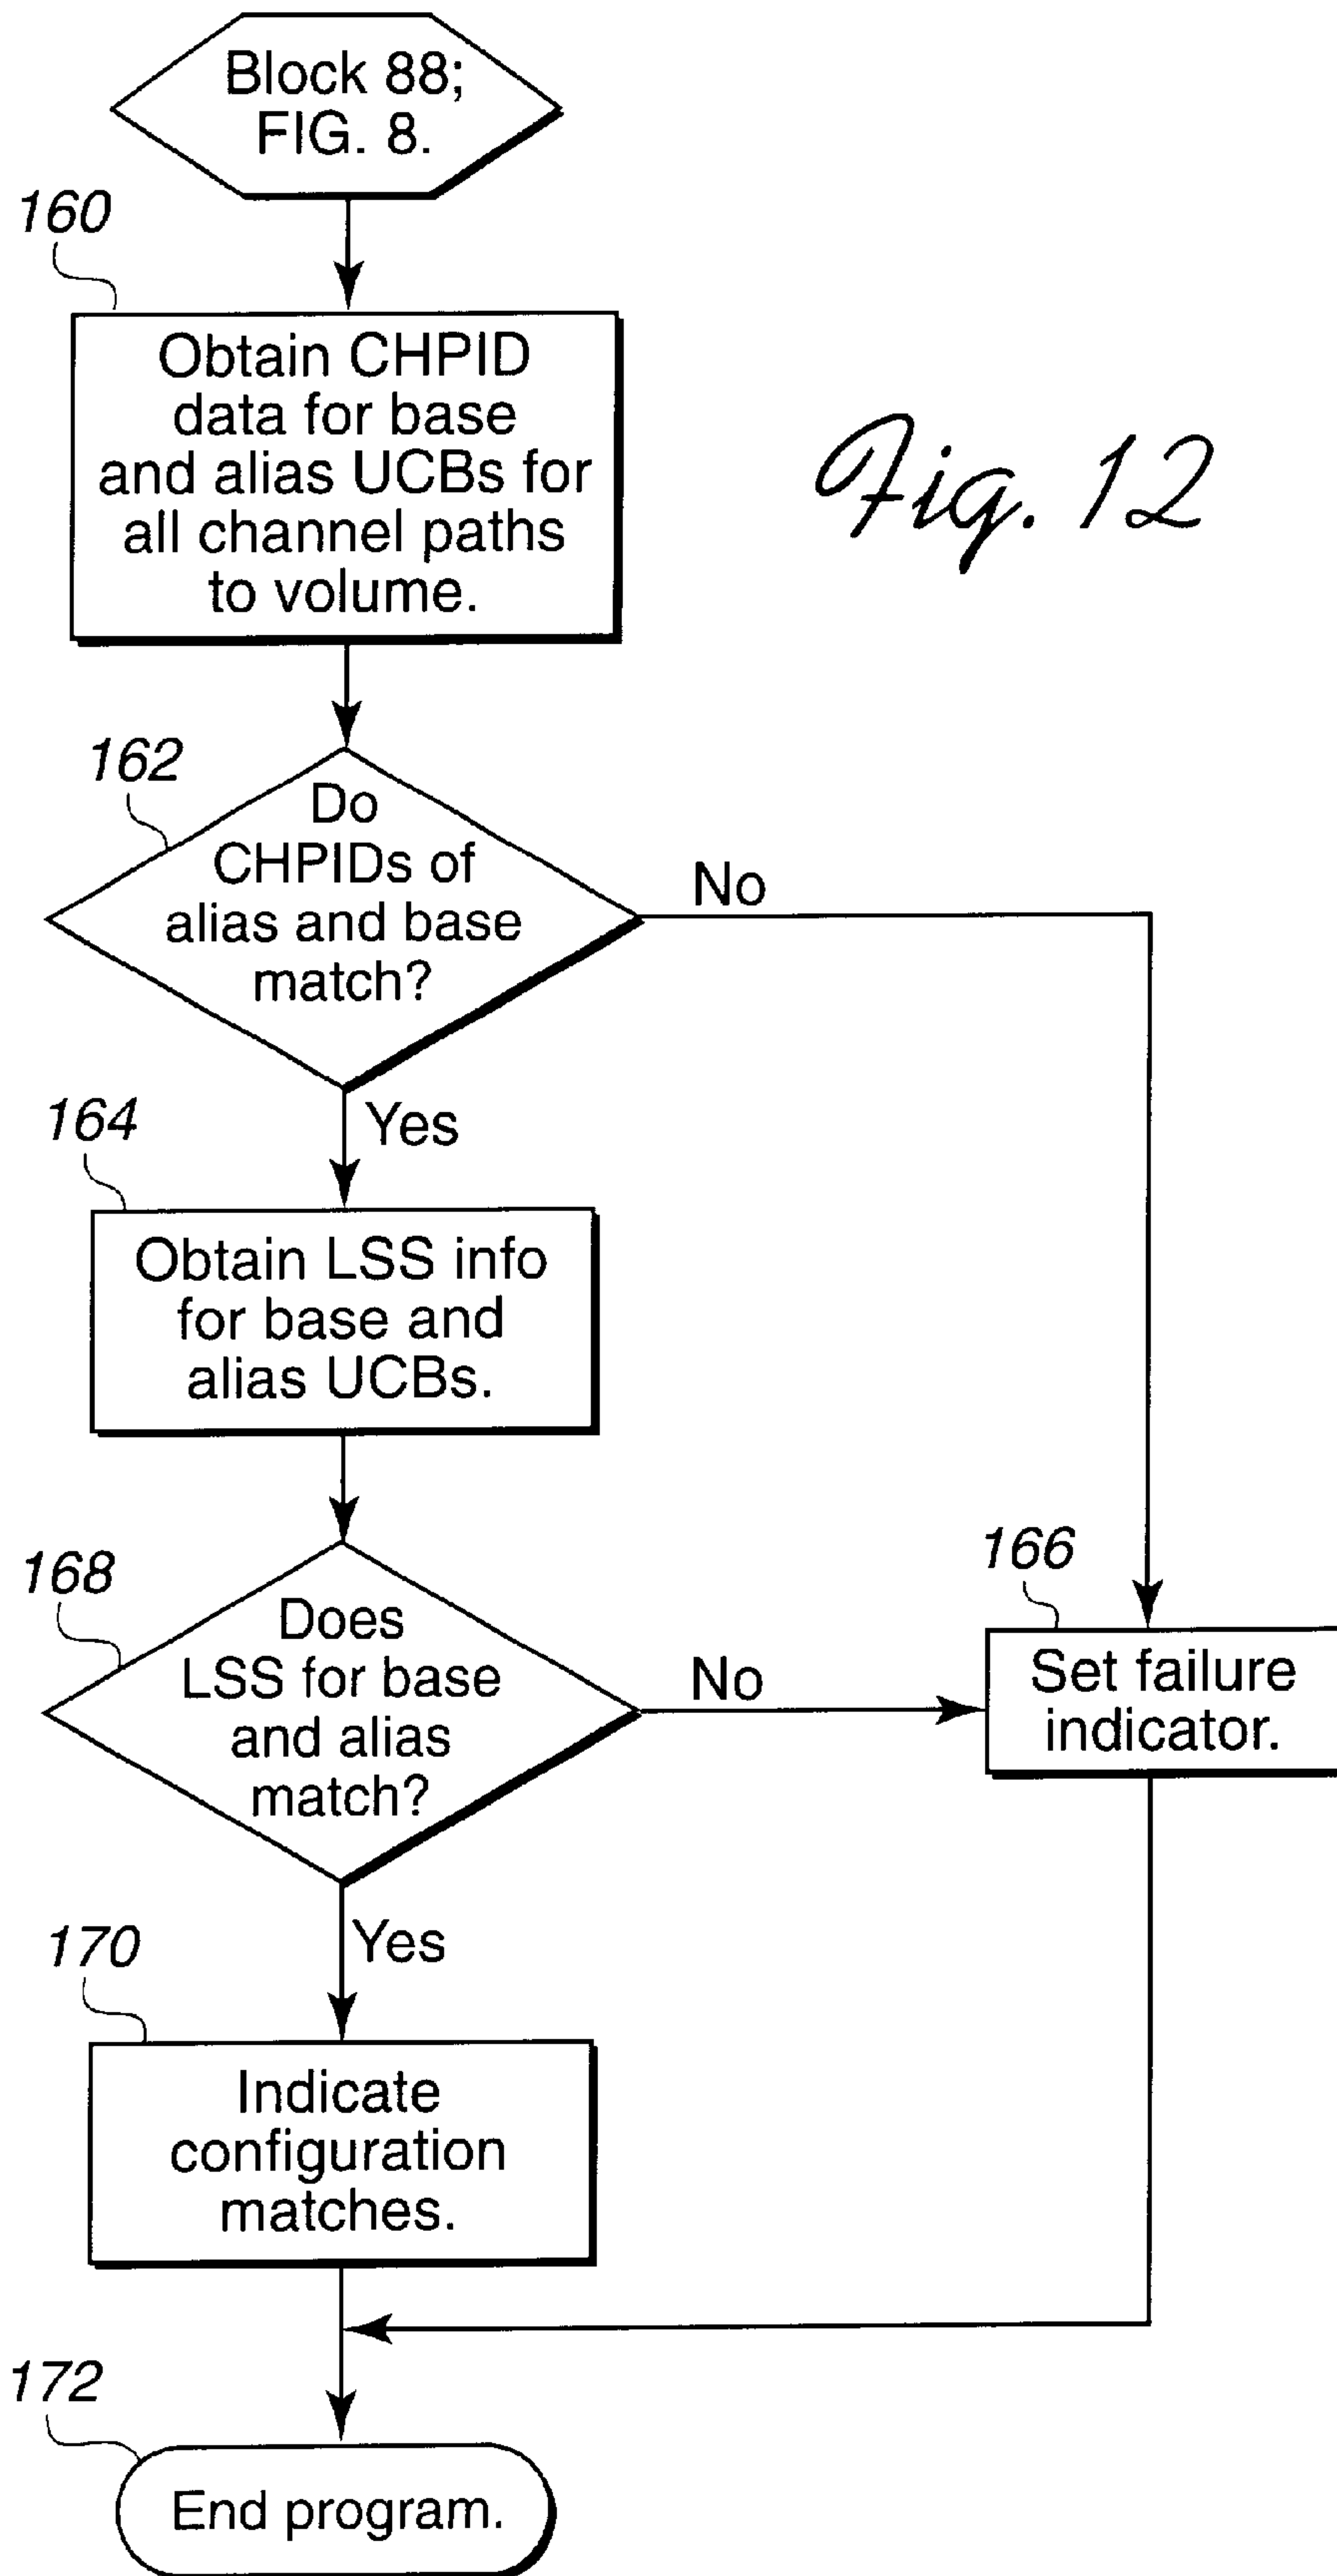 Block 88;
FIG. 8.
160
Obtain CHPID
data for base
and alias UCBs for
all channel paths
to volume.
Fig. 12
162
Do
CHPIDs of
alias and base
match?
No
Yes
164
Obtain LSS info
for base and
alias UCBs.
168
Does
LSS for base
and alias
match?
No
166
Set failure
indicator.
Yes
170
Indicate
configuration
matches.
172
End program.